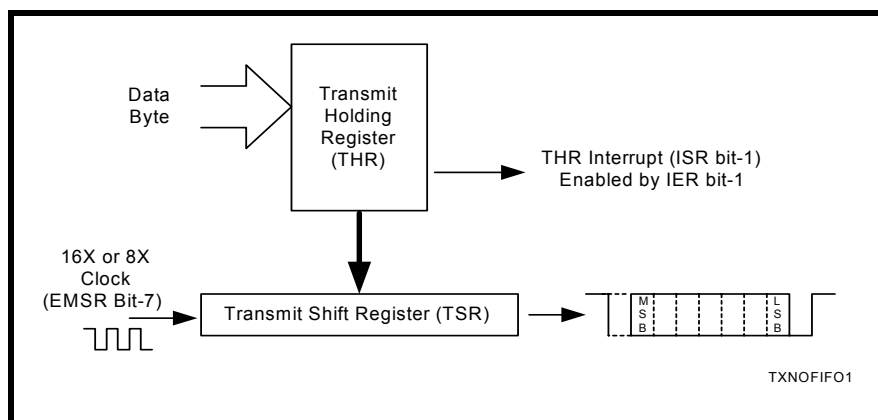 Data
Byte
Transmit
Holding
Register
(THR)
THR Interrupt (ISR bit-1)
Enabled by IER bit-1
16X or 8X
Clock
(EMSR Bit-7)
Transmit Shift Register (TSR)
M
S
B
L
S
B
TXNOFIFO1